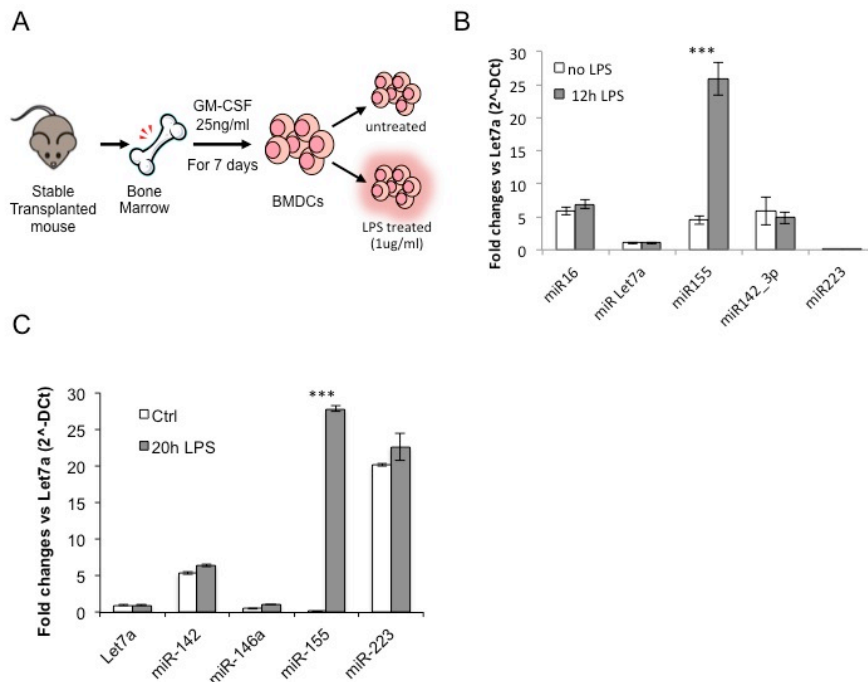 A
GM-CSF
25ng/ml
For 7 days
Stable
Transplanted
mouse
Bone
Marrow
BMDCs
untreated
LPS treated
(1ug/ml)
B
Fold changes vs Let7a (2^-DCt)
30
25
20
15
10
5
0
no LPS
12h LPS
***
miR16
miR Let7a
miR155
miR142_3p
miR223
C
Fold changes vs Let7a (2^-DCt)
30
25
20
15
10
5
0
Ctrl
20h LPS
***
Let7a
miR-142
miR-146a
miR-155
miR-223